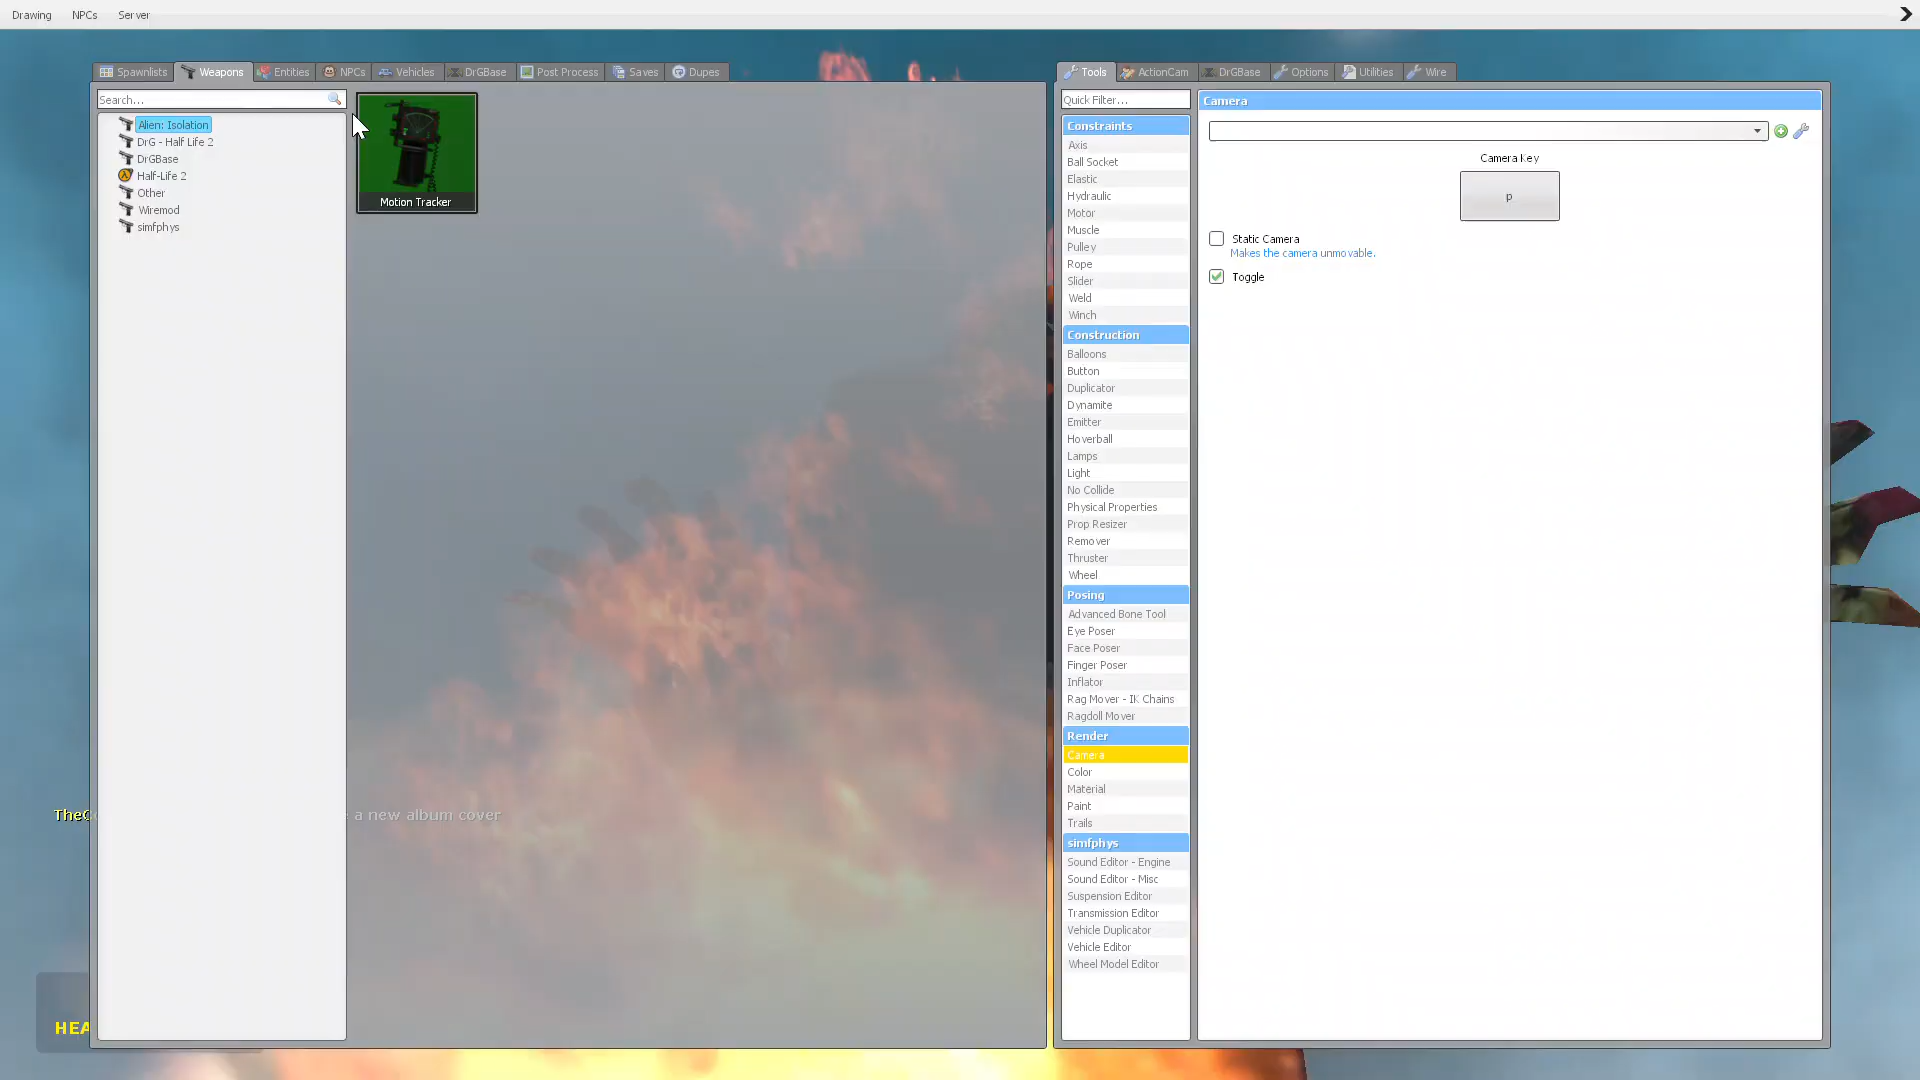 Drawing NPCs Server
Spawnlists Weapons Entities NPCs Vehicles DrGBase Post Process Saves Dupes
Search...
Alien: Isolation
DrG - Half Life 2
DrGBase
Half-Life 2
Other
Wiremod
simfphys
Motion Tracker
Tools ActionCam DrGBase Options Utilities Wire
Quick Filter...
Constraints
Axis
Ball Socket
Elastic
Hydraulic
Motor
Muscle
Pulley
Rope
Slider
Weld
Winch
Construction
Balloons
Button
Duplicator
Dynamite
Emitter
Hoverball
Lamps
Light
No Collide
Physical Properties
Prop Resizer
Remover
Thruster
Wheel
Posing
Advanced Bone Tool
Eye Poser
Face Poser
Finger Poser
Inflator
Rag Mover - IK Chains
Ragdoll Mover
Render
Camera
Color
Material
Paint
Trails
simfphys
Sound Editor - Engine
Sound Editor - Misc
Suspension Editor
Transmission Editor
Vehicle Duplicator
Vehicle Editor
Wheel Model Editor
Camera
Camera Key
p
Static Camera
Makes the camera unmovable.
Toggle
a new album cover